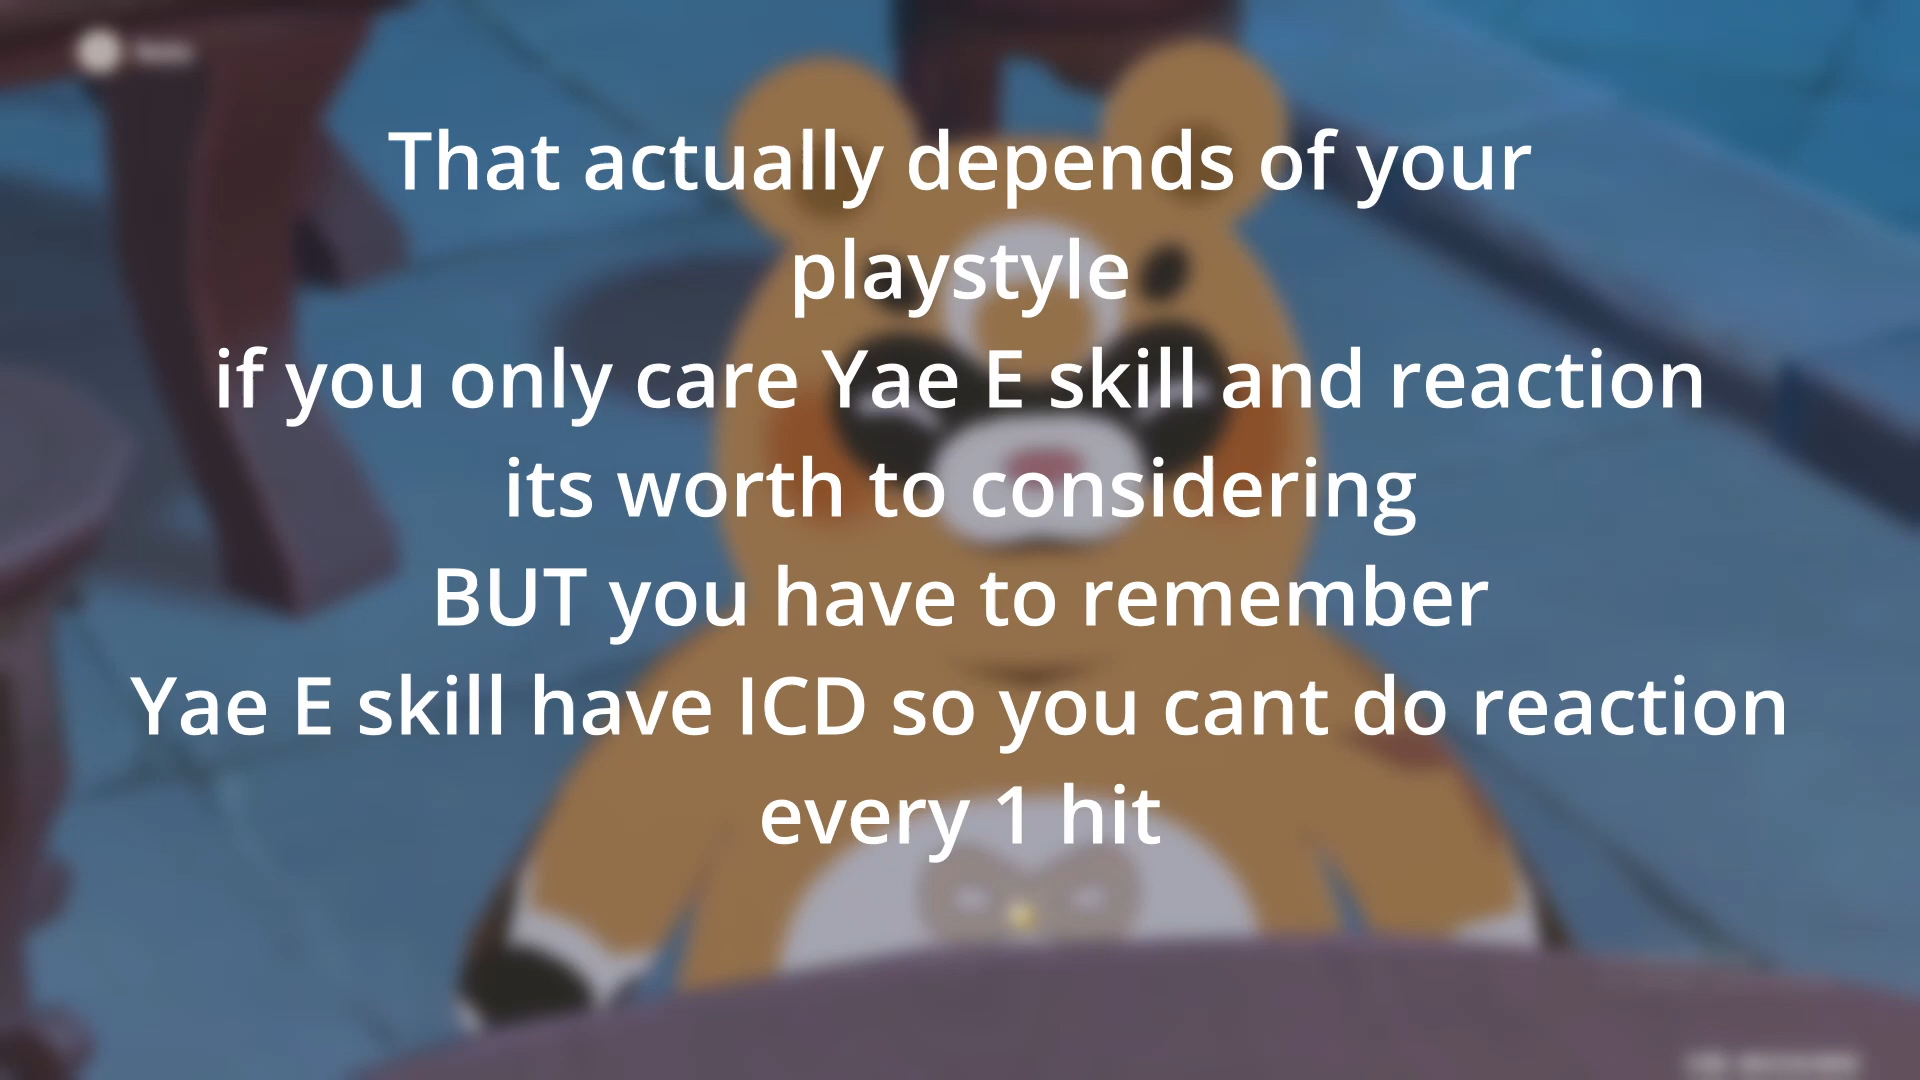 That actually depends of your
playstyle
if you only care Yae E skill and reaction
its worth to considering
BUT you have to remember
Yae E skill have ICD so you cant do reaction
every 1 hit